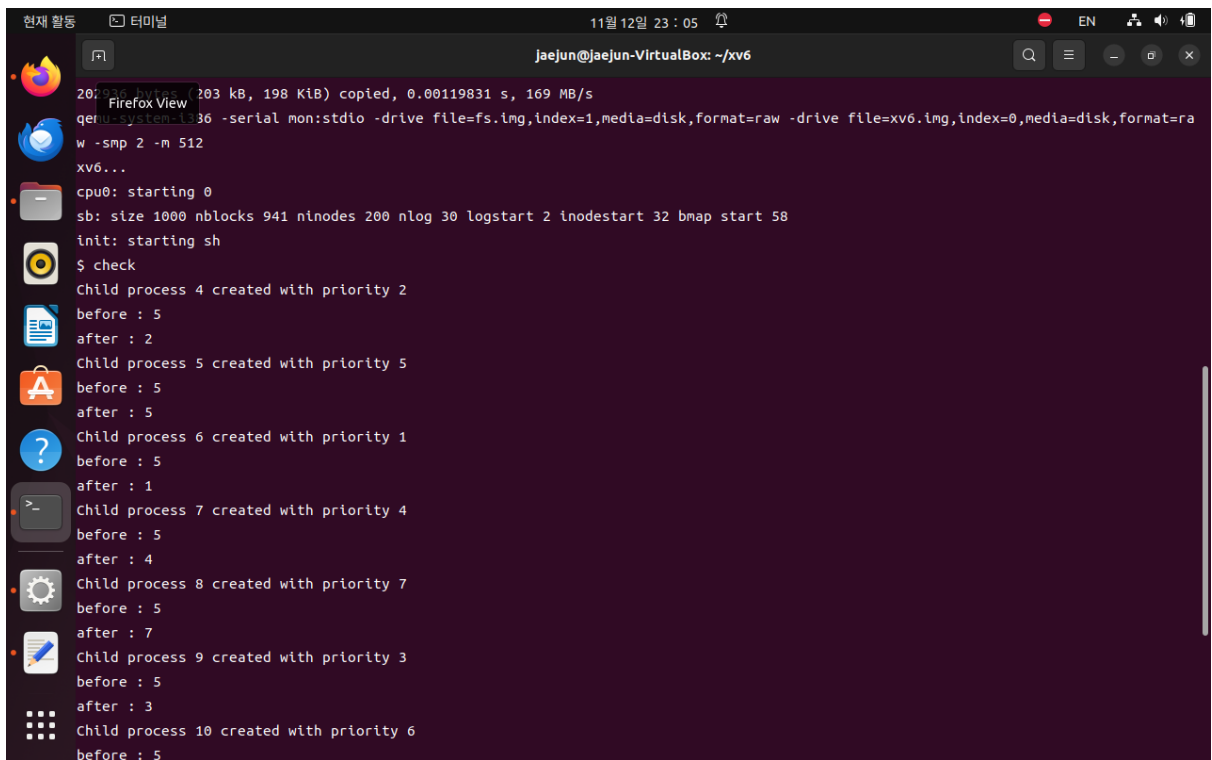 현재 활동
터미널
11월 12일 23 : 05
EN
jaejun@jaejun-VirtualBox: ~/xv6
202936 bytes (203 kB, 198 KiB) copied, 0.00119831 s, 169 MB/s
Firefox View
qemu-system-i386 -serial mon:stdio -drive file=fs.img,index=1,media=disk,format=raw -drive file=xv6.img,index=0,media=disk,format=ra
w -smp 2 -m 512
xv6...
cpu0: starting 0
sb: size 1000 nblocks 941 ninodes 200 nlog 30 logstart 2 inodestart 32 bmap start 58
init: starting sh
$ check
Child process 4 created with priority 2
before : 5
after : 2
Child process 5 created with priority 5
before : 5
after : 5
Child process 6 created with priority 1
before : 5
after : 1
Child process 7 created with priority 4
before : 5
after : 4
Child process 8 created with priority 7
before : 5
after : 7
Child process 9 created with priority 3
before : 5
after : 3
Child process 10 created with priority 6
before : 5